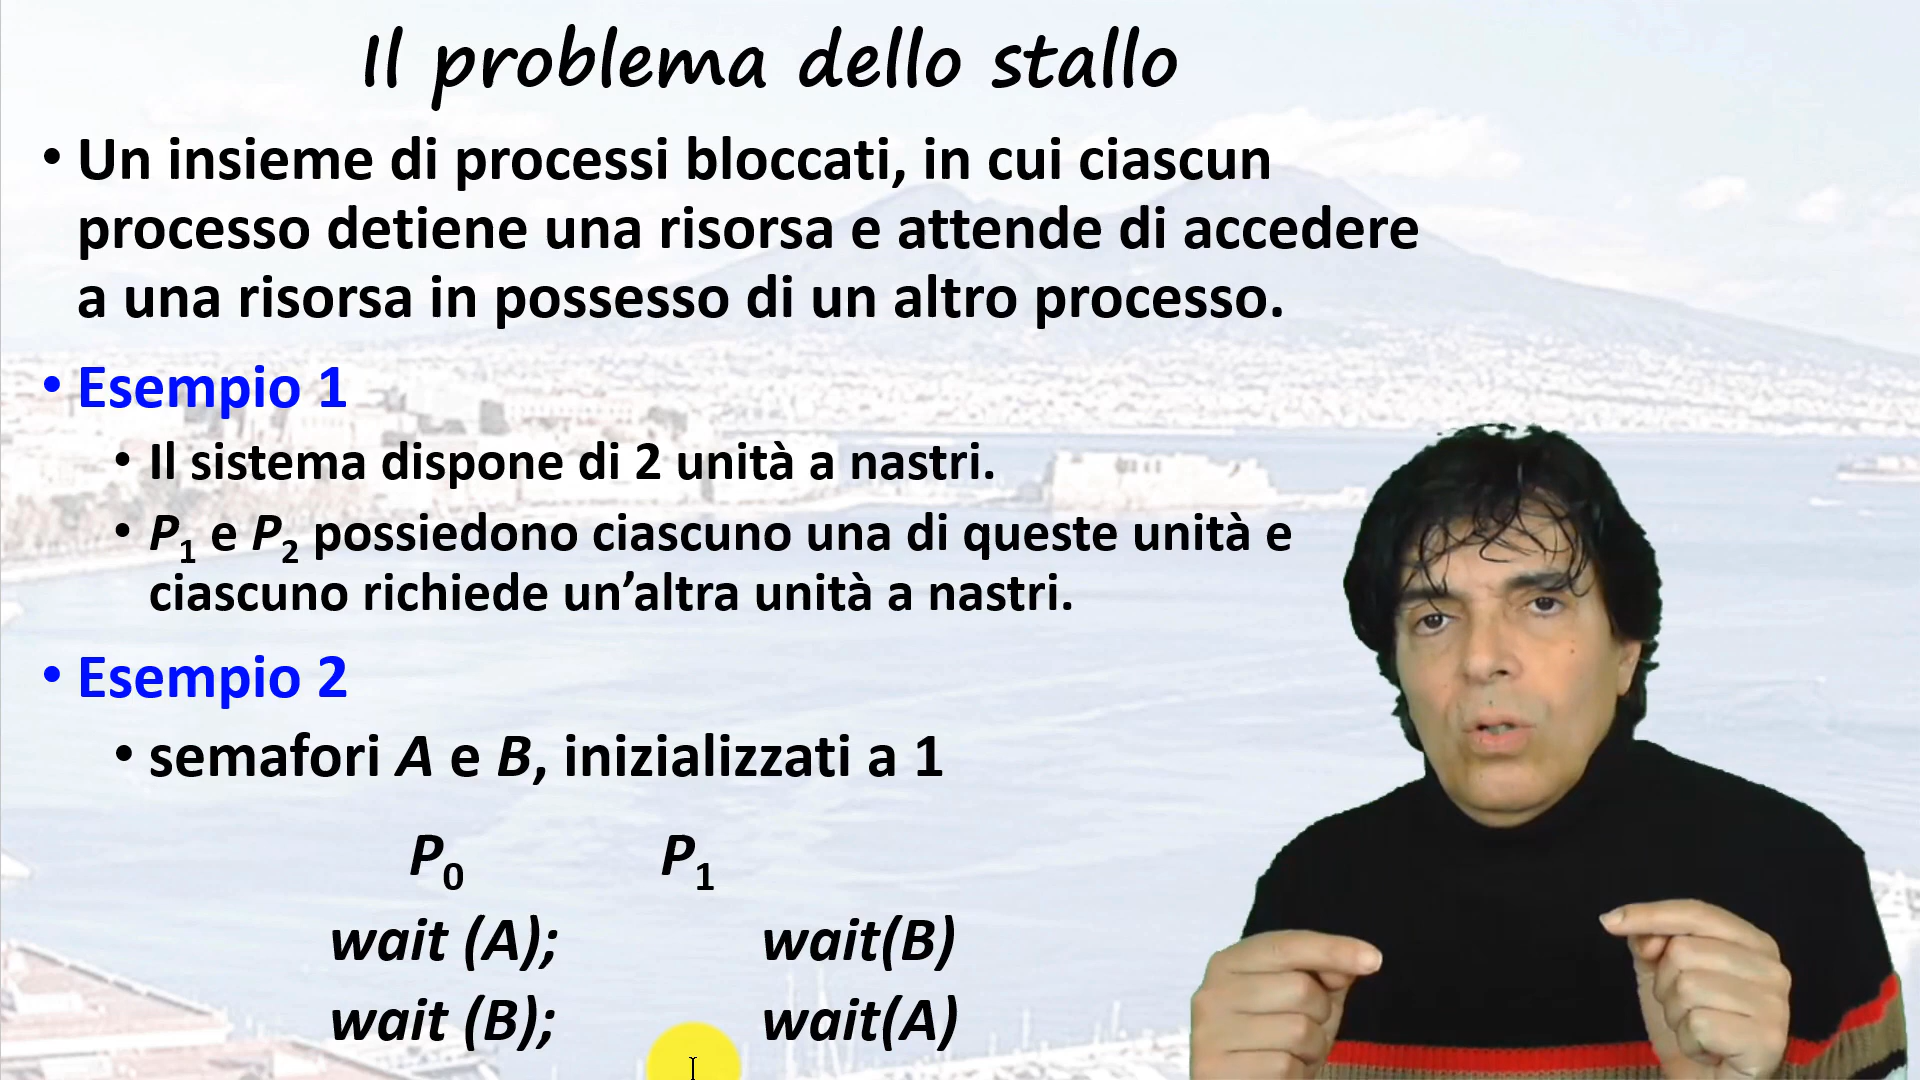 Il problema dello stallo
• Un insieme di processi bloccati, in cui ciascun
processo detiene una risorsa e attende di accedere
a una risorsa in possesso di un altro processo.
• Esempio 1
• Il sistema dispone di 2 unità a nastri.
• P1 e P2 possiedono ciascuno una di queste unità e
ciascuno richiede un’altra unità a nastri.
• Esempio 2
• semafori A e B, inizializzati a 1
P0 P1
wait (A); wait(B)
wait (B); wait(A)